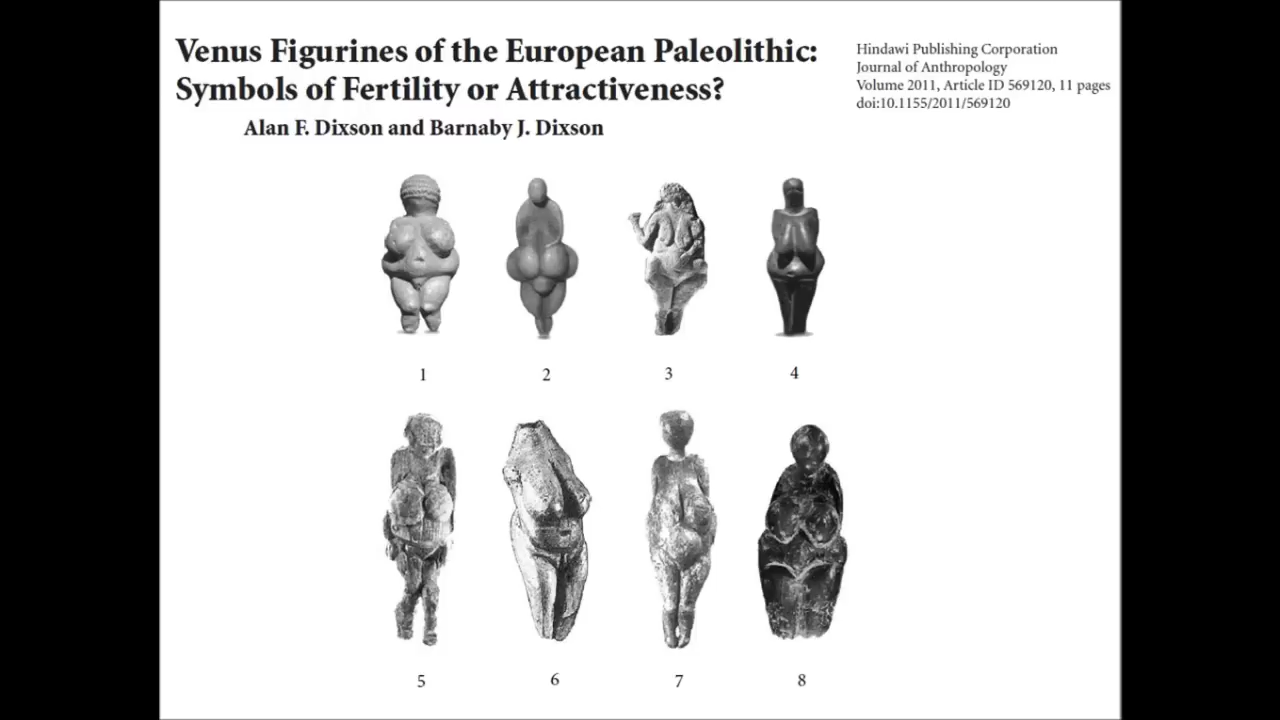 Venus Figurines of the European Paleolithic:
Symbols of Fertility or Attractiveness?
Alan F. Dixson and Barnaby J. Dixson
Hindawi Publishing Corporation
Journal of Anthropology
Volume 2011, Article ID 569120, 11 pages
doi:10.1155/2011/569120
1 2 3 4
5 6 7 8